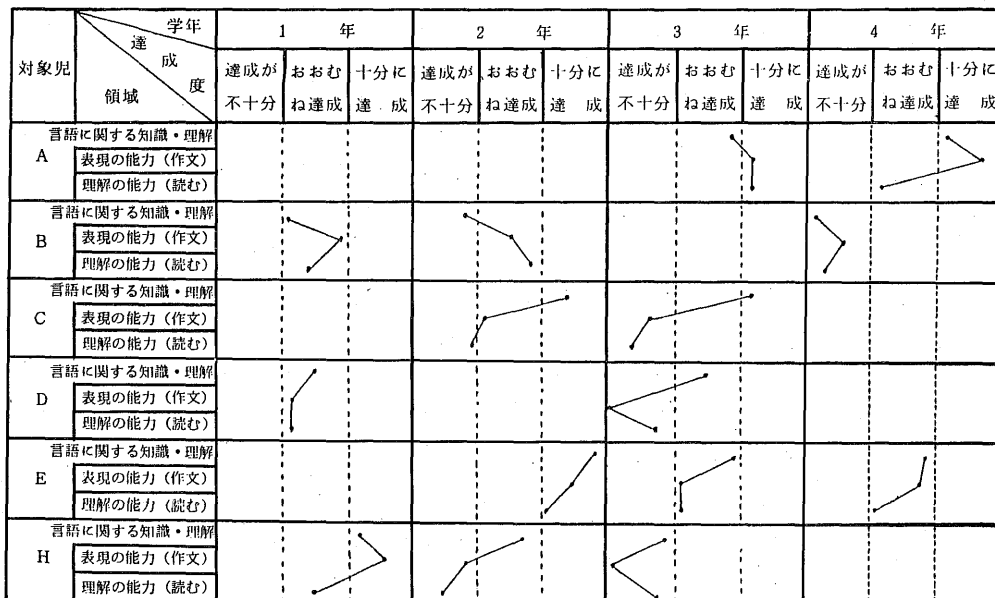 学年
達成度
領域
対象児
1 年
2 年
3 年
4 年
達成が不十分
おおむね達成
十分に達成
達成が不十分
おおむね達成
十分に達成
達成が不十分
おおむね達成
十分に達成
達成が不十分
おおむね達成
十分に達成
A
言語に関する知識・理解
表現の能力（作文）
理解の能力（読む）
B
言語に関する知識・理解
表現の能力（作文）
理解の能力（読む）
C
言語に関する知識・理解
表現の能力（作文）
理解の能力（読む）
D
言語に関する知識・理解
表現の能力（作文）
理解の能力（読む）
E
言語に関する知識・理解
表現の能力（作文）
理解の能力（読む）
H
言語に関する知識・理解
表現の能力（作文）
理解の能力（読む）